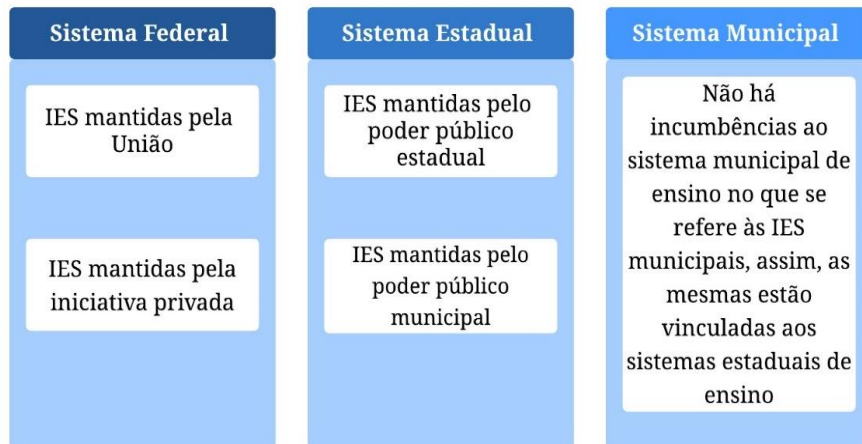 Sistema Federal
IES mantidas pela
União
IES mantidas pela
iniciativa privada
Sistema Estadual
IES mantidas pelo
poder público
estadual
IES mantidas pelo
poder público
municipal
Sistema Municipal
Não há
incumbências ao
sistema municipal de
ensino no que se
refere às IES
municipais, assim, as
mesmas estão
vinculadas aos
sistemas estaduais de
ensino